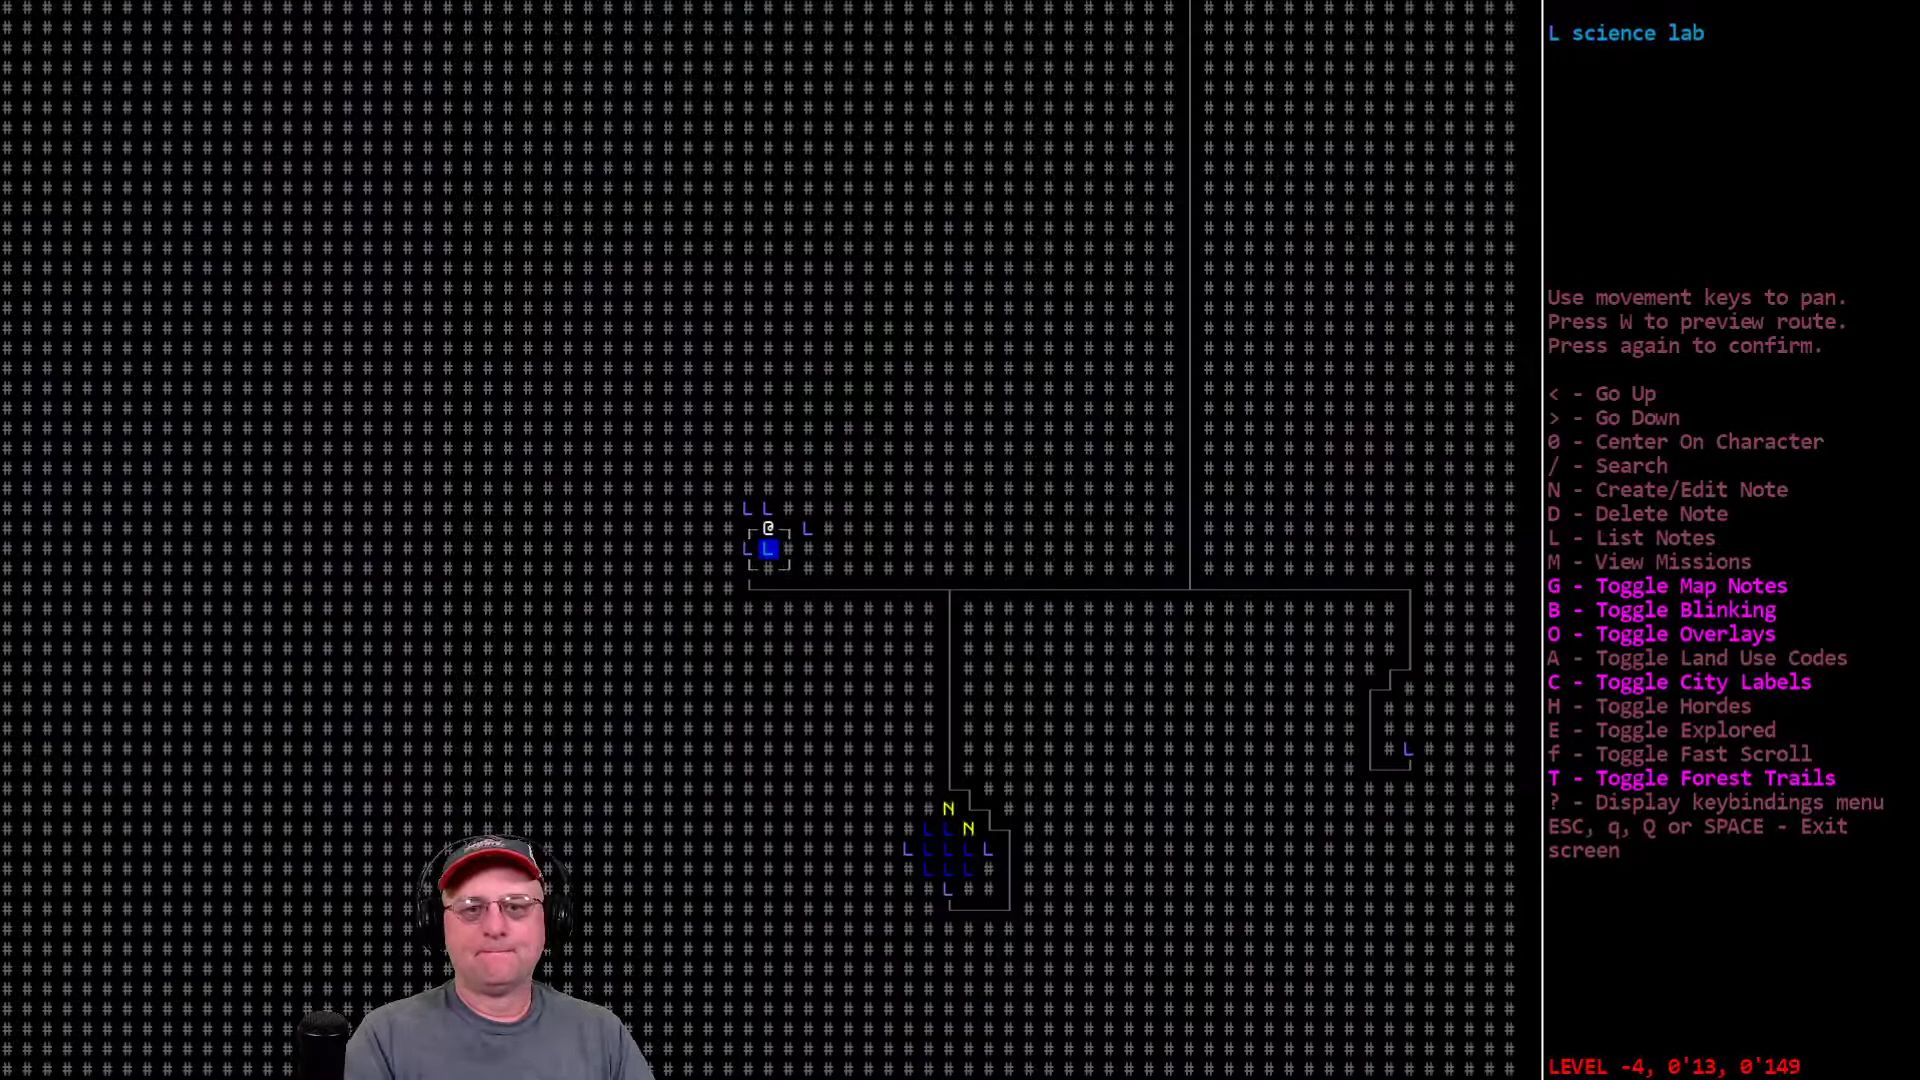 L science lab
Use movement keys to pan.
Press W to preview route.
Press again to confirm.
< - Go Up
> - Go Down
0 - Center On Character
/ - Search
N - Create/Edit Note
D - Delete Note
L - List Notes
M - View Missions
G - Toggle Map Notes
B - Toggle Blinking
O - Toggle Overlays
A - Toggle Land Use Codes
C - Toggle City Labels
H - Toggle Hordes
E - Toggle Explored
f - Toggle Fast Scroll
T - Toggle Forest Trails
? - Display keybindings menu
ESC, q, Q or SPACE - Exit
screen
L L
@ L
L L
L
N
L L N
L L L L L
L L L
L
LEVEL -4, 0'13, 0'149